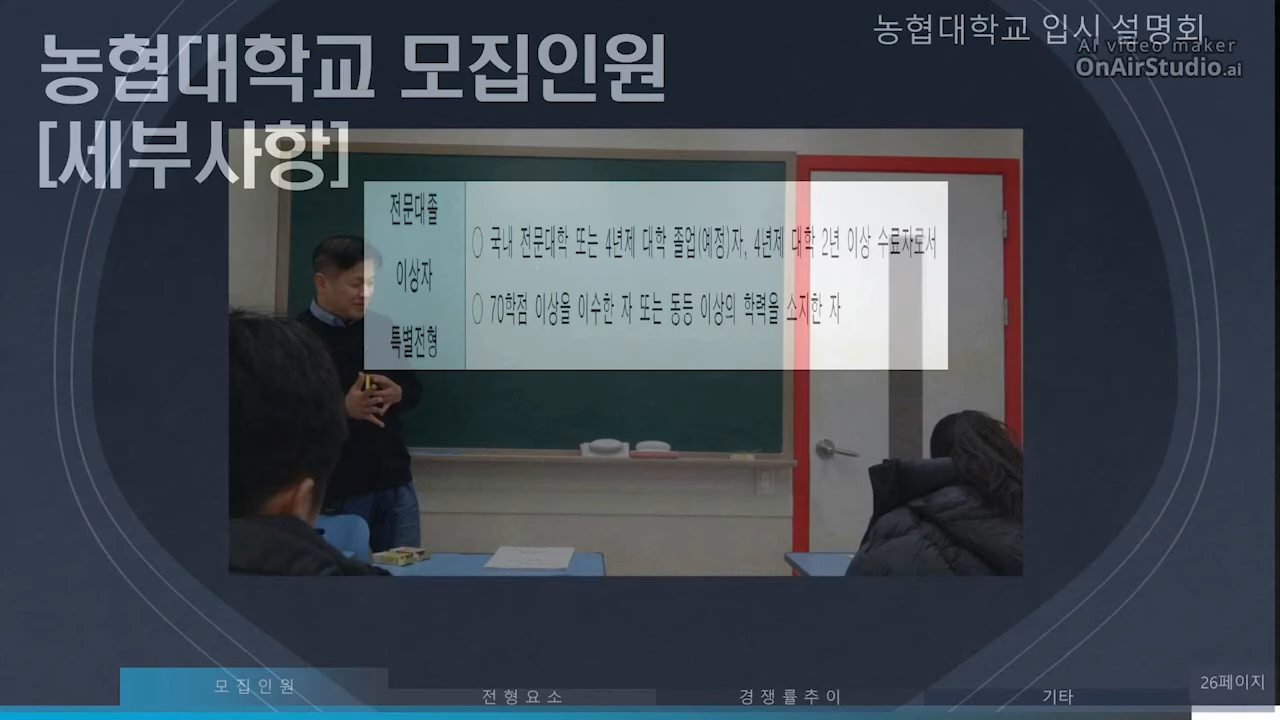 농협대학교 모집인원
[세부사항]
농협대학교 입시 설명회
AI video maker
OnAirStudio.ai
전문대졸
이상자
특별전형
○ 국내 전문대학 또는 4년제 대학 졸업(예정)자, 4년제 대학 2년 이상 수료자로서
○ 70학점 이상을 이수한 자 또는 동등 이상의 학력을 소지한 자
모집인원
전형요소
경쟁률추이
기타
26페이지